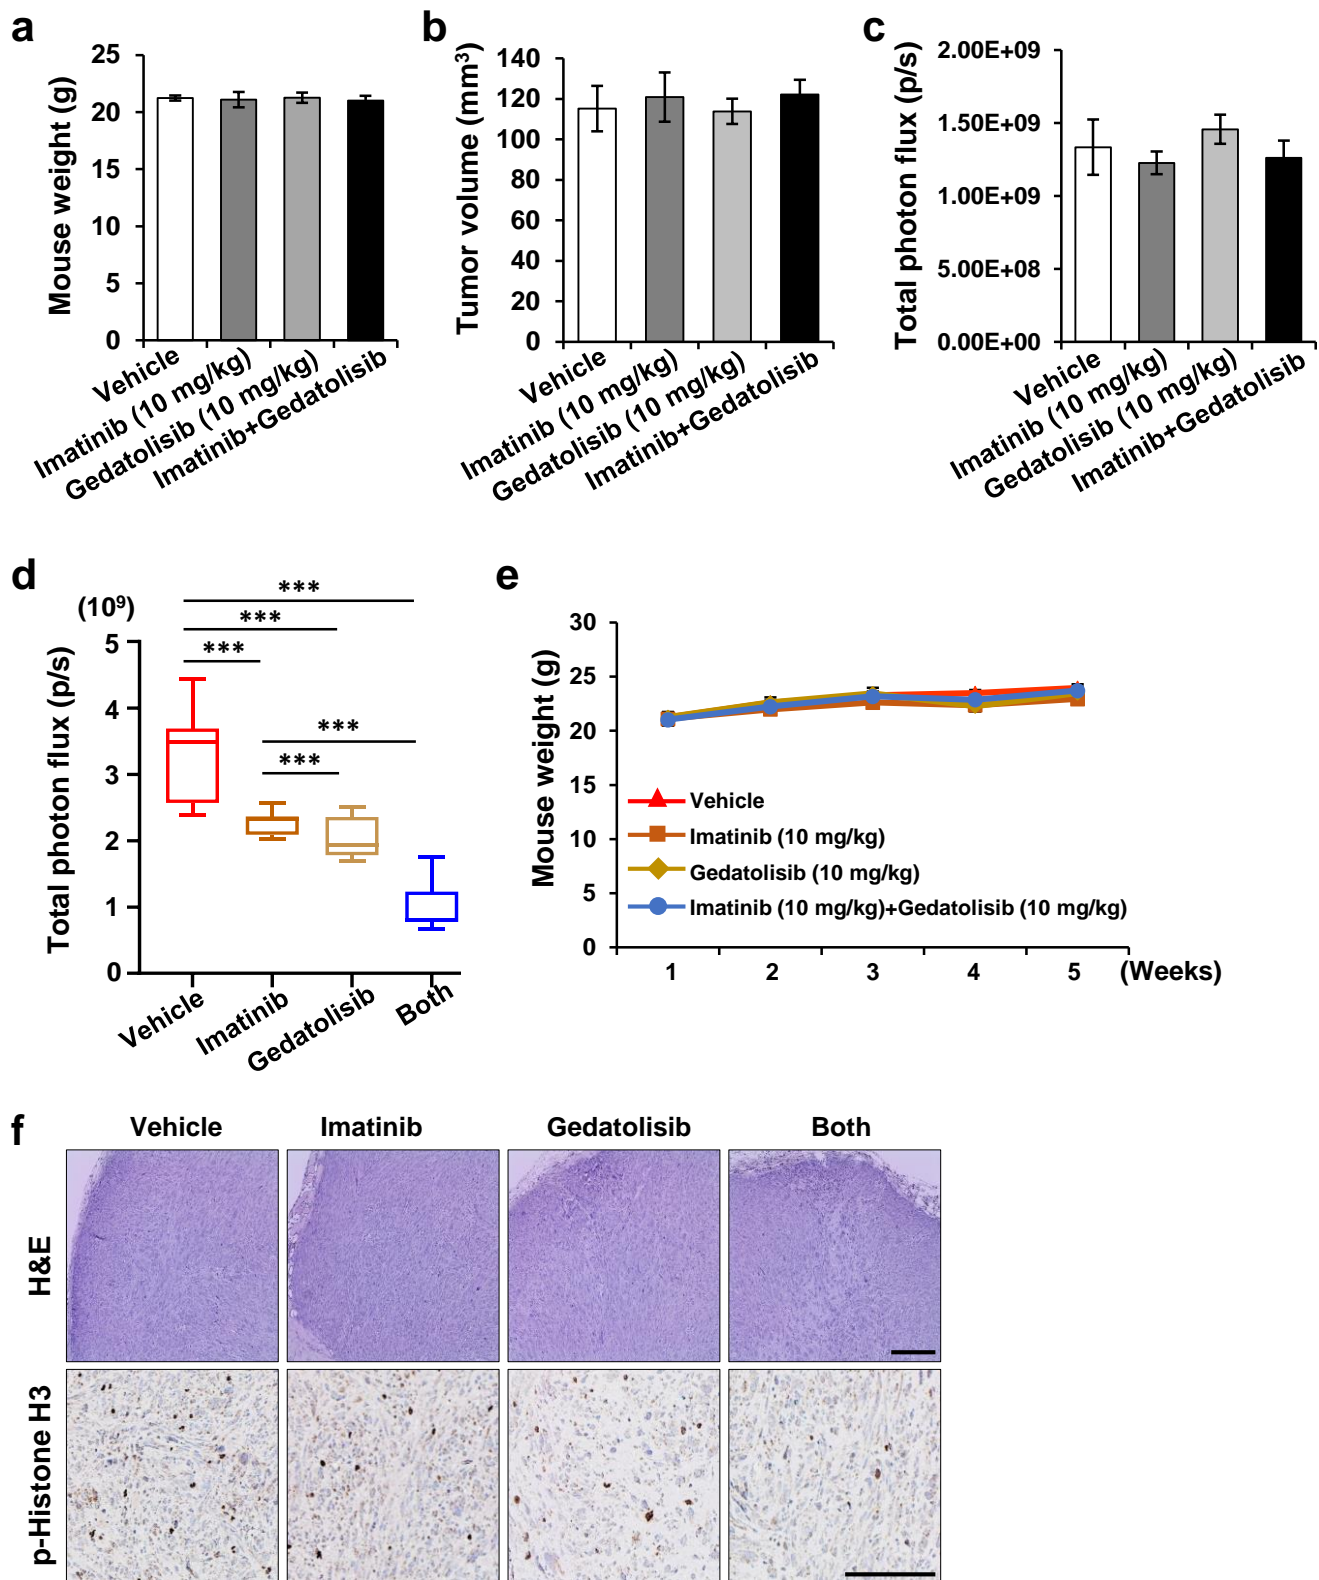 a
Mouse weight (g)
25
20
15
10
5
0
Vehicle
Imatinib (10 mg/kg)
Gedatolisib (10 mg/kg)
Imatinib+Gedatolisib
b
Tumor volume (mm³)
140
120
100
80
60
40
20
0
Vehicle
Imatinib (10 mg/kg)
Gedatolisib (10 mg/kg)
Imatinib+Gedatolisib
c
Total photon flux (p/s)
2.00E+09
1.50E+09
1.00E+09
5.00E+08
0.00E+00
Vehicle
Imatinib (10 mg/kg)
Gedatolisib (10 mg/kg)
Imatinib+Gedatolisib
d
(10⁹)
Total photon flux (p/s)
5
4
3
2
1
0
***
***
***
***
***
Vehicle
Imatinib
Gedatolisib
Both
e
Mouse weight (g)
30
25
20
15
10
5
0
Vehicle
Imatinib (10 mg/kg)
Gedatolisib (10 mg/kg)
Imatinib (10 mg/kg)+Gedatolisib (10 mg/kg)
1 2 3 4 5 (Weeks)
f
Vehicle Imatinib Gedatolisib Both
H&E
p-Histone H3